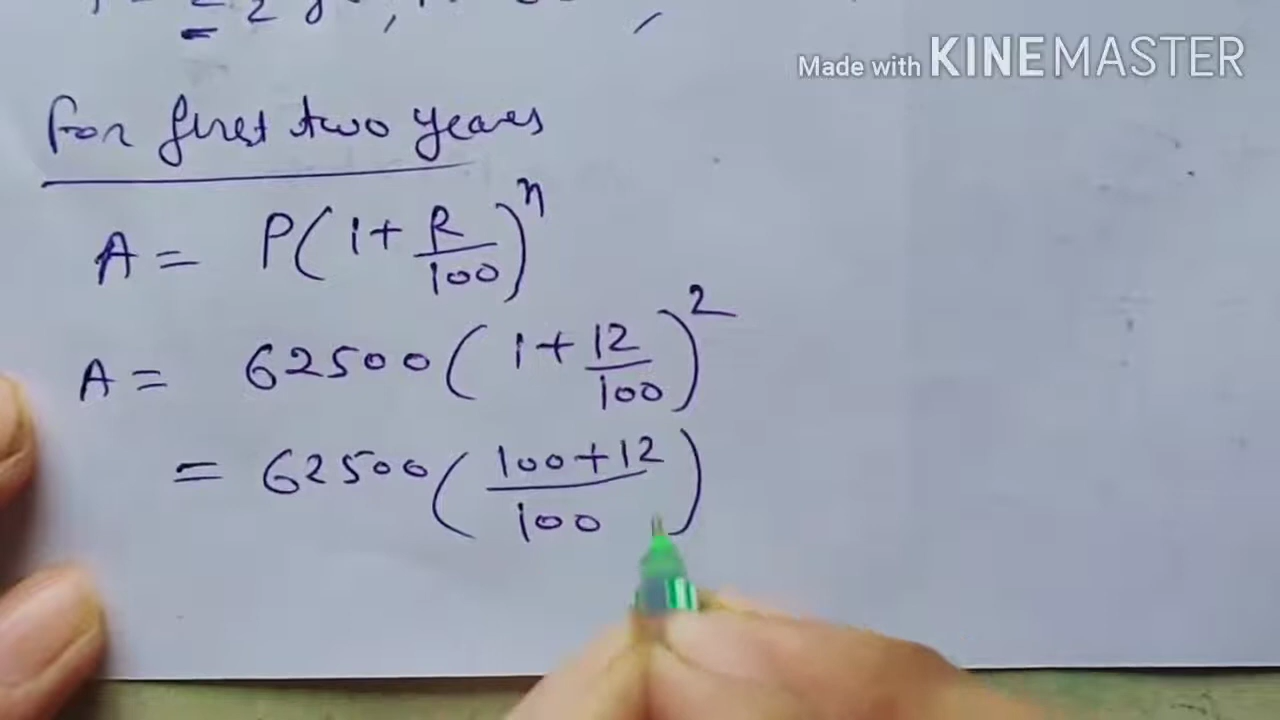 Made with KINEMASTER
For first two years
A = P(1+R/100)^n
A = 62500(1+12/100)^2
= 62500(100+12/100)